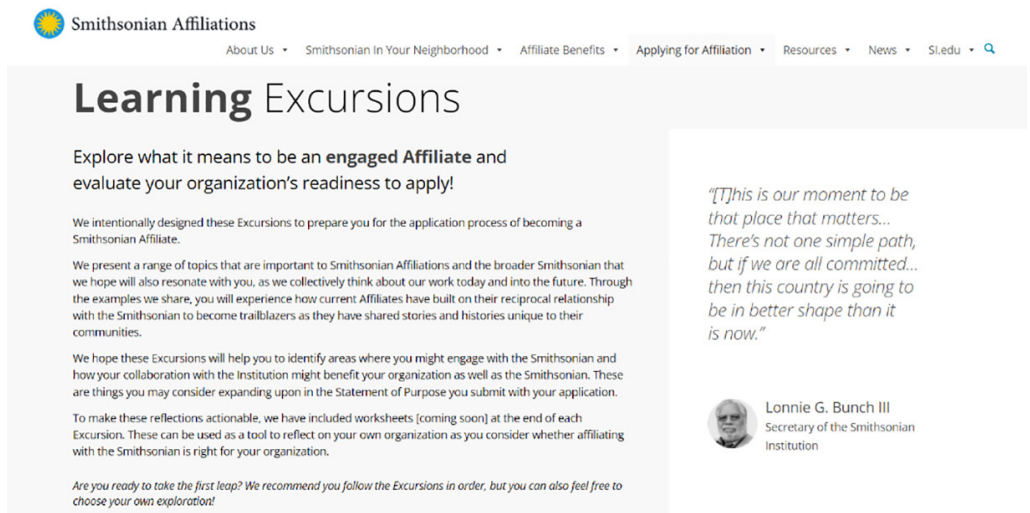 Smithsonian Affiliations
About Us Smithsonian In Your Neighborhood Affiliate Benefits Applying for Affiliation Resources News SI.edu
Learning Excursions
Explore what it means to be an engaged Affiliate and
evaluate your organization's readiness to apply!
We intentionally designed these Excursions to prepare you for the application process of becoming a
Smithsonian Affiliate.
We present a range of topics that are important to Smithsonian Affiliations and the broader Smithsonian that
we hope will also resonate with you, as we collectively think about our work today and into the future. Through
the examples we share, you will experience how current Affiliates have built on their reciprocal relationship
with the Smithsonian to become trailblazers as they have shared stories and histories unique to their
communities.
We hope these Excursions will help you to identify areas where you might engage with the Smithsonian and
how your collaboration with the Institution might benefit your organization as well as the Smithsonian. These
are things you may consider expanding upon in the Statement of Purpose you submit with your application.
To make these reflections actionable, we have included worksheets [coming soon] at the end of each
Excursion. These can be used as a tool to reflect on your own organization as you consider whether affiliating
with the Smithsonian is right for your organization.
Are you ready to take the first leap? We recommend you follow the Excursions in order, but you can also feel free to
choose your own exploration!
"[T]his is our moment to be
that place that matters...
There's not one simple path,
but if we are all committed...
then this country is going to
be in better shape than it
is now."
Lonnie G. Bunch III
Secretary of the Smithsonian
Institution